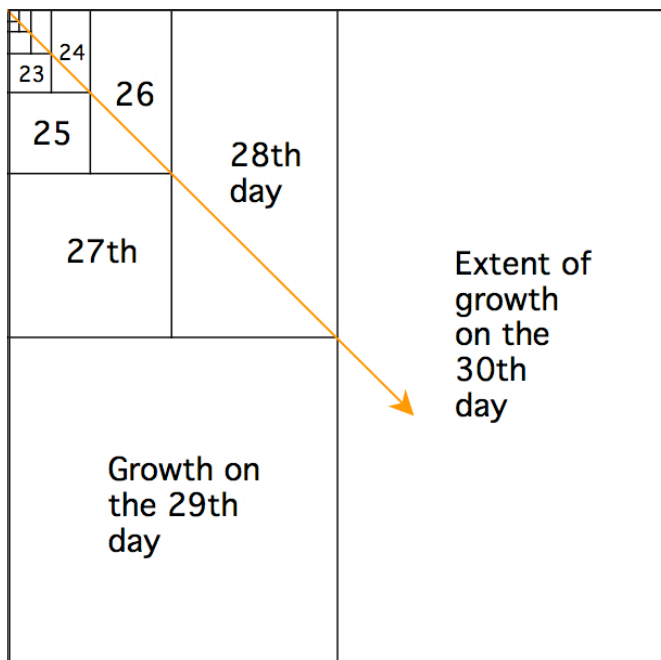 24
23
26
25
28th
day
27th
Extent of
growth
on the
30th
day
Growth on
the 29th
day